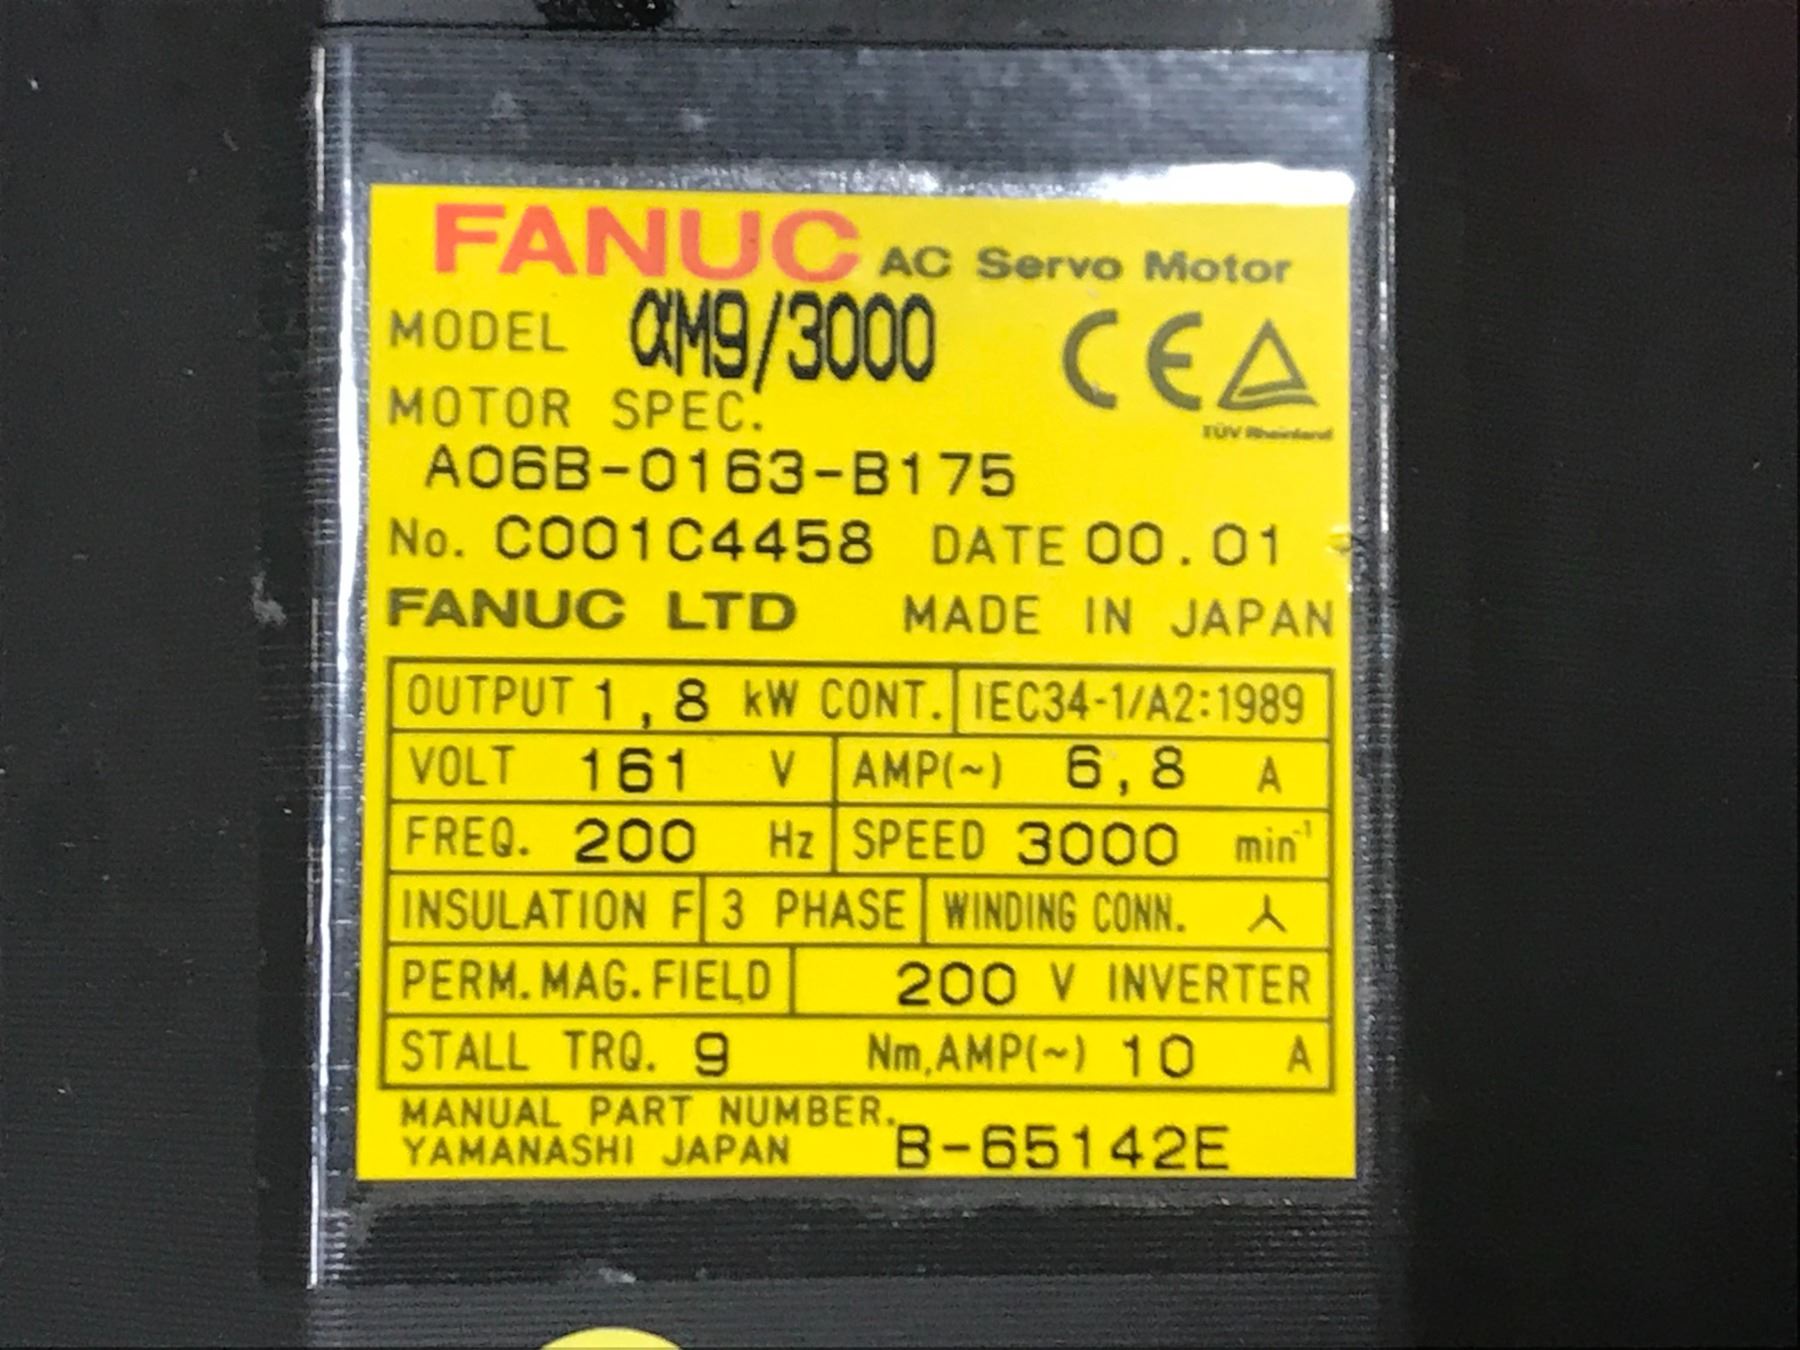 FANUC AC Servo Motor
MODEL αM9/3000
CE
TÜV Rheinland
MOTOR SPEC.
A06B-0163-B175
No. C001C4458 DATE 00.01
FANUC LTD MADE IN JAPAN
OUTPUT 1,8 kW CONT. IEC34-1/A2:1989
VOLT 161 V AMP(~) 6,8 A
FREQ. 200 Hz SPEED 3000 min⁻¹
INSULATION F 3 PHASE WINDING CONN. ⅄
PERM.MAG.FIELD 200 V INVERTER
STALL TRQ. 9 Nm,AMP(~) 10 A
MANUAL PART NUMBER. B-65142E
YAMANASHI JAPAN